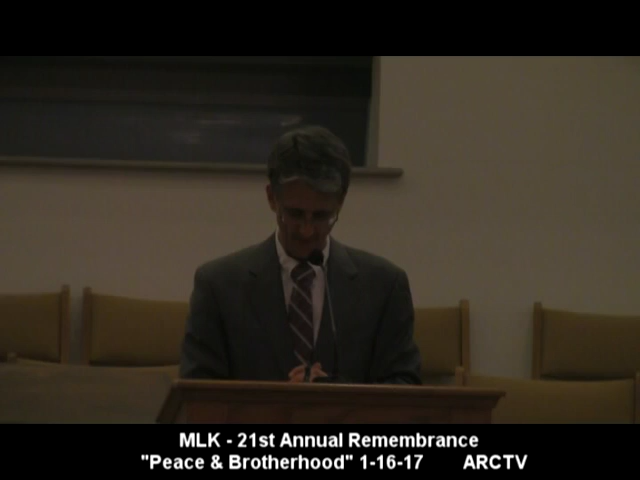 MLK - 21st Annual Remembrance
"Peace & Brotherhood" 1-16-17 ARCTV